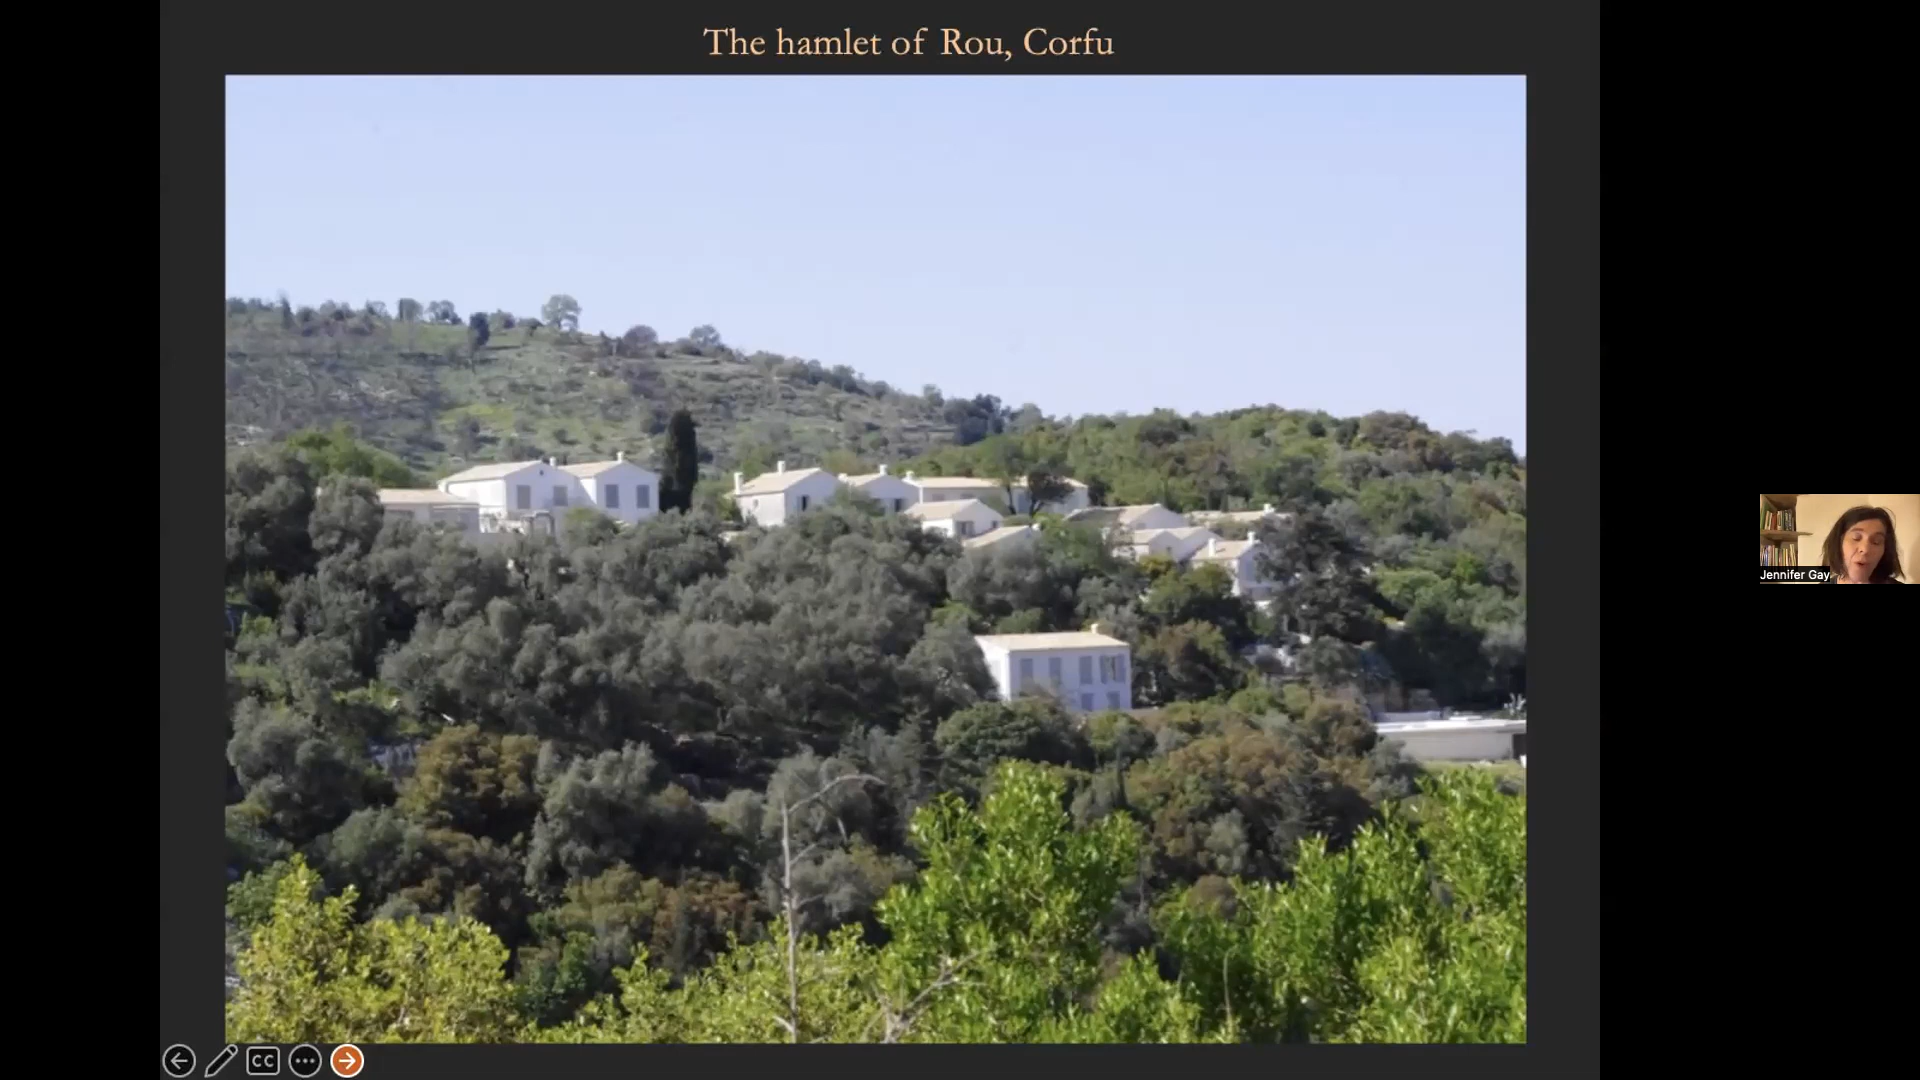 The hamlet of Rou, Corfu
Jennifer Gay
CC